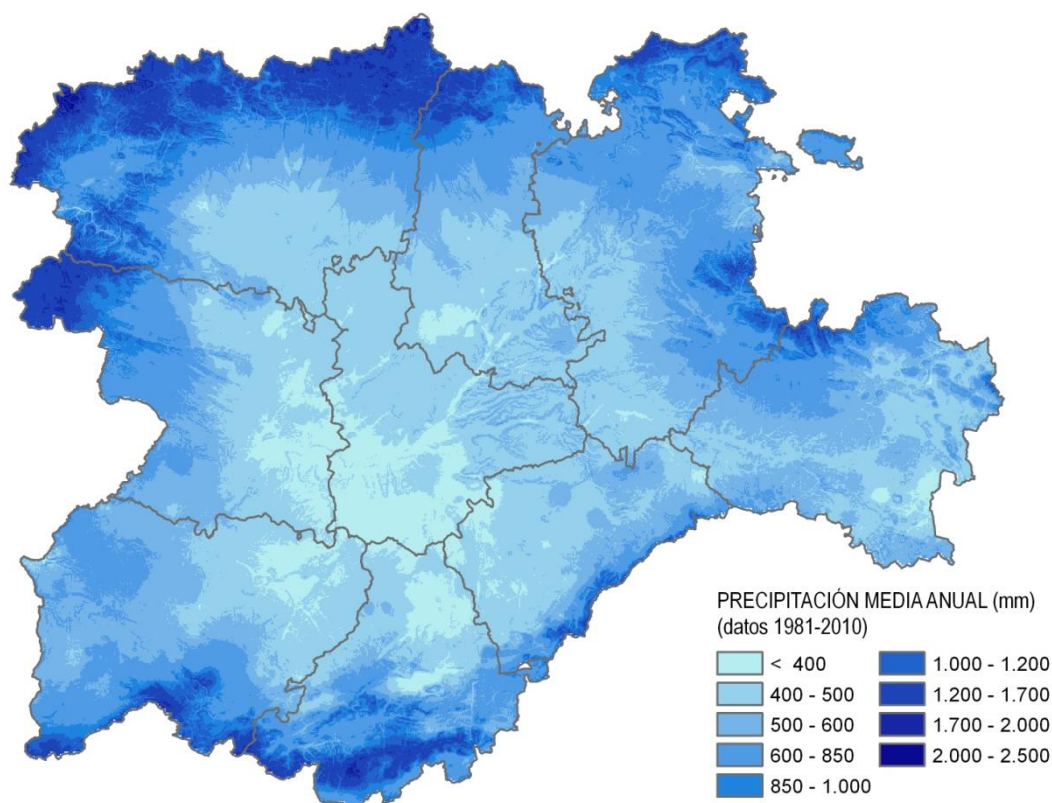 PRECIPITACIÓN MEDIA ANUAL (mm)
(datos 1981-2010)
< 400
400 - 500
500 - 600
600 - 850
850 - 1.000
1.000 - 1.200
1.200 - 1.700
1.700 - 2.000
2.000 - 2.500